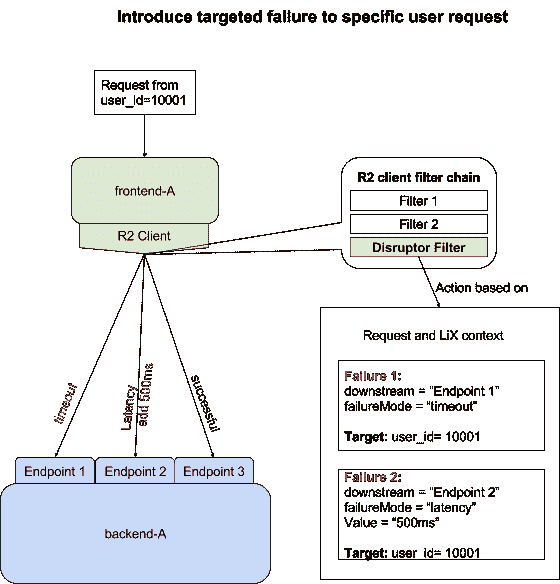 Introduce targeted failure to specific user request
Request from
user_id=10001
frontend-A
R2 Client
R2 client filter chain
Filter 1
Filter 2
Disruptor Filter
Action based on
Request and LiX context
Failure 1:
downstream = "Endpoint 1"
failureMode = "timeout"
Target: user_id= 10001
Failure 2:
downstream = "Endpoint 2"
failureMode = "latency"
Value = "500ms"
Target: user_id= 10001
timeout
Latency
add 500ms
successful
Endpoint 1
Endpoint 2
Endpoint 3
backend-A